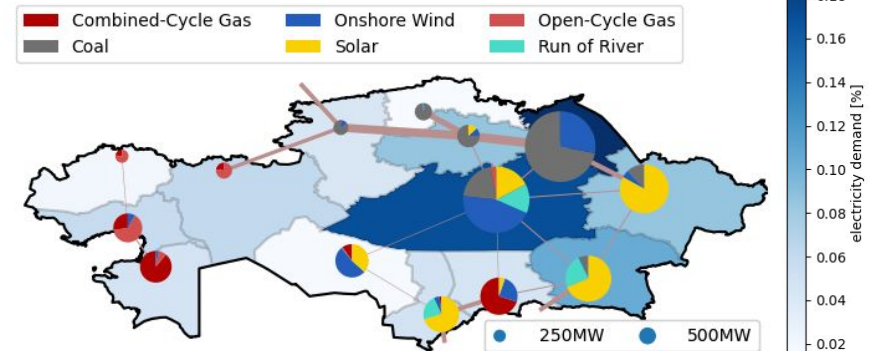 Combined-Cycle Gas Onshore Wind Open-Cycle Gas
Coal Solar Run of River
0.16
0.14
0.12
0.10
0.08
0.06
0.04
0.02
electricity demand [%]
250MW 500MW